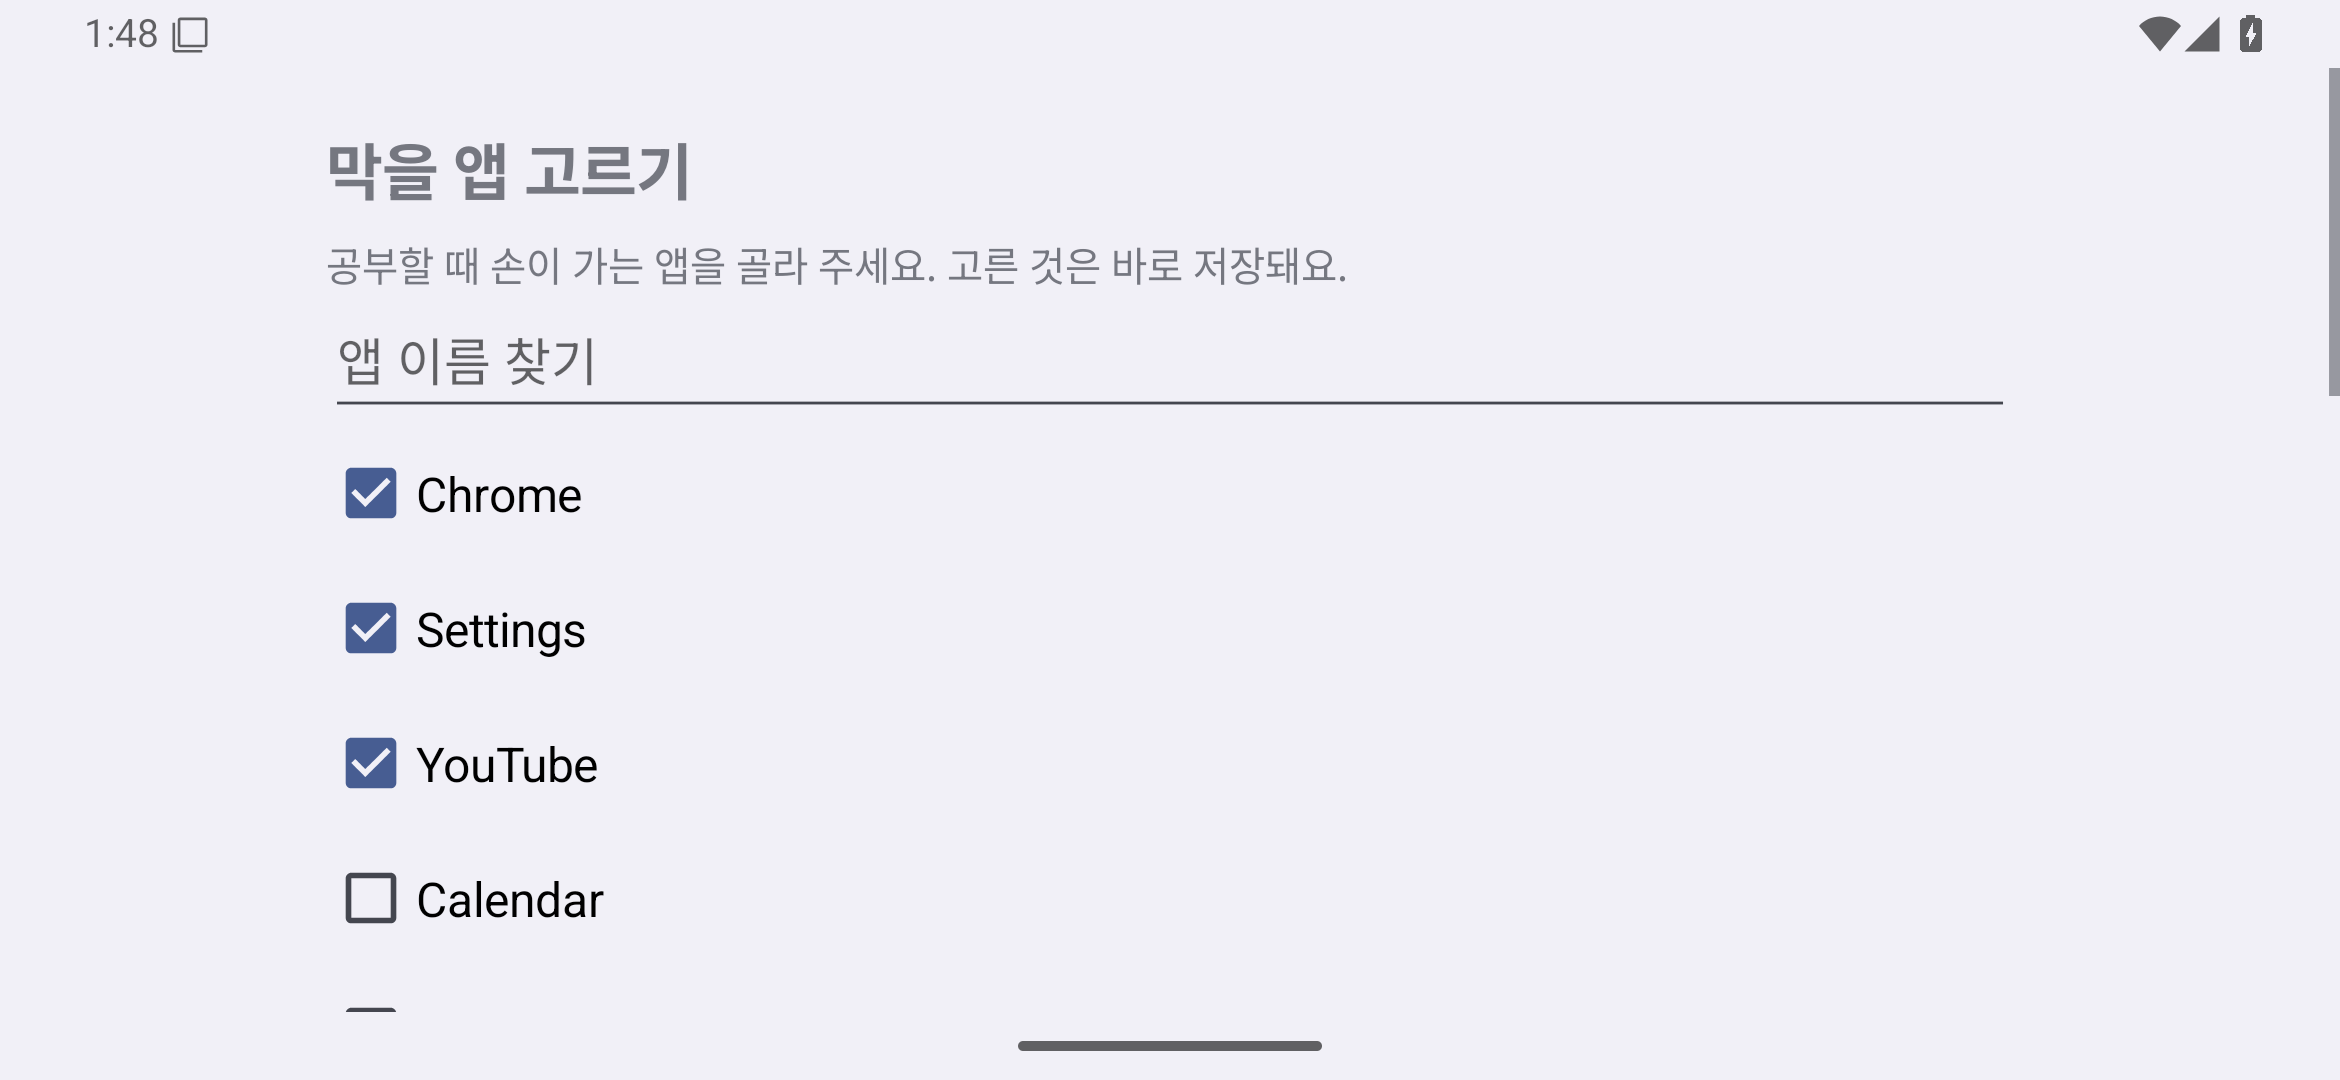 1:48
막을 앱 고르기
공부할 때 손이 가는 앱을 골라 주세요. 고른 것은 바로 저장돼요.
앱 이름 찾기
Chrome
Settings
YouTube
Calendar